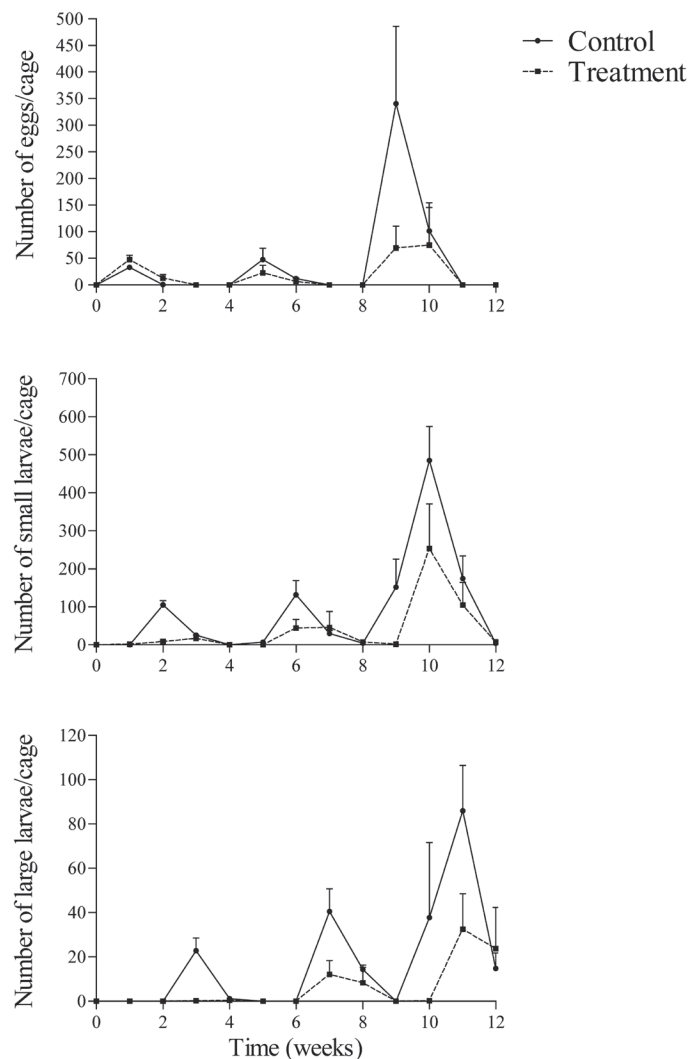 500
450
400
350
300
250
200
150
100
50
0
Number of eggs/cage
Control
Treatment
0 2 4 6 8 10 12
700
600
500
400
300
200
100
0
Number of small larvae/cage
0 2 4 6 8 10 12
120
100
80
60
40
20
0
Number of large larvae/cage
0 2 4 6 8 10 12
Time (weeks)